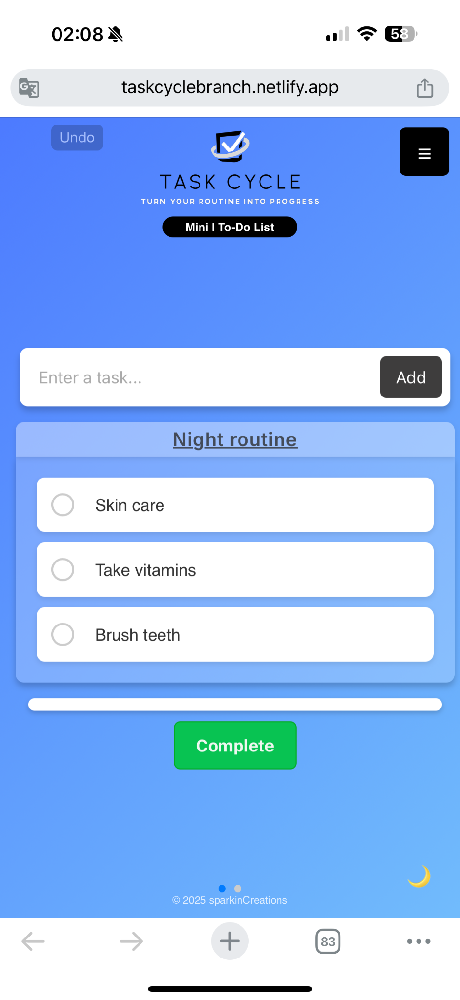 02:08
58
taskcyclebranch.netlify.app
Undo
TASK CYCLE
TURN YOUR ROUTINE INTO PROGRESS
Mini | To-Do List
Enter a task...
Add
Night routine
Skin care
Take vitamins
Brush teeth
Complete
© 2025 sparkinCreations
83